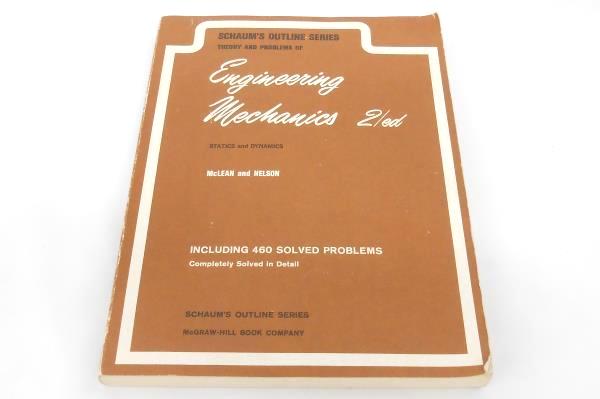 SCHAUM'S OUTLINE SERIES
THEORY AND PROBLEMS OF
Engineering
Mechanics 2/ed
STATICS and DYNAMICS
McLEAN and NELSON
INCLUDING 460 SOLVED PROBLEMS
Completely Solved in Detail
SCHAUM'S OUTLINE SERIES
McGRAW-HILL BOOK COMPANY